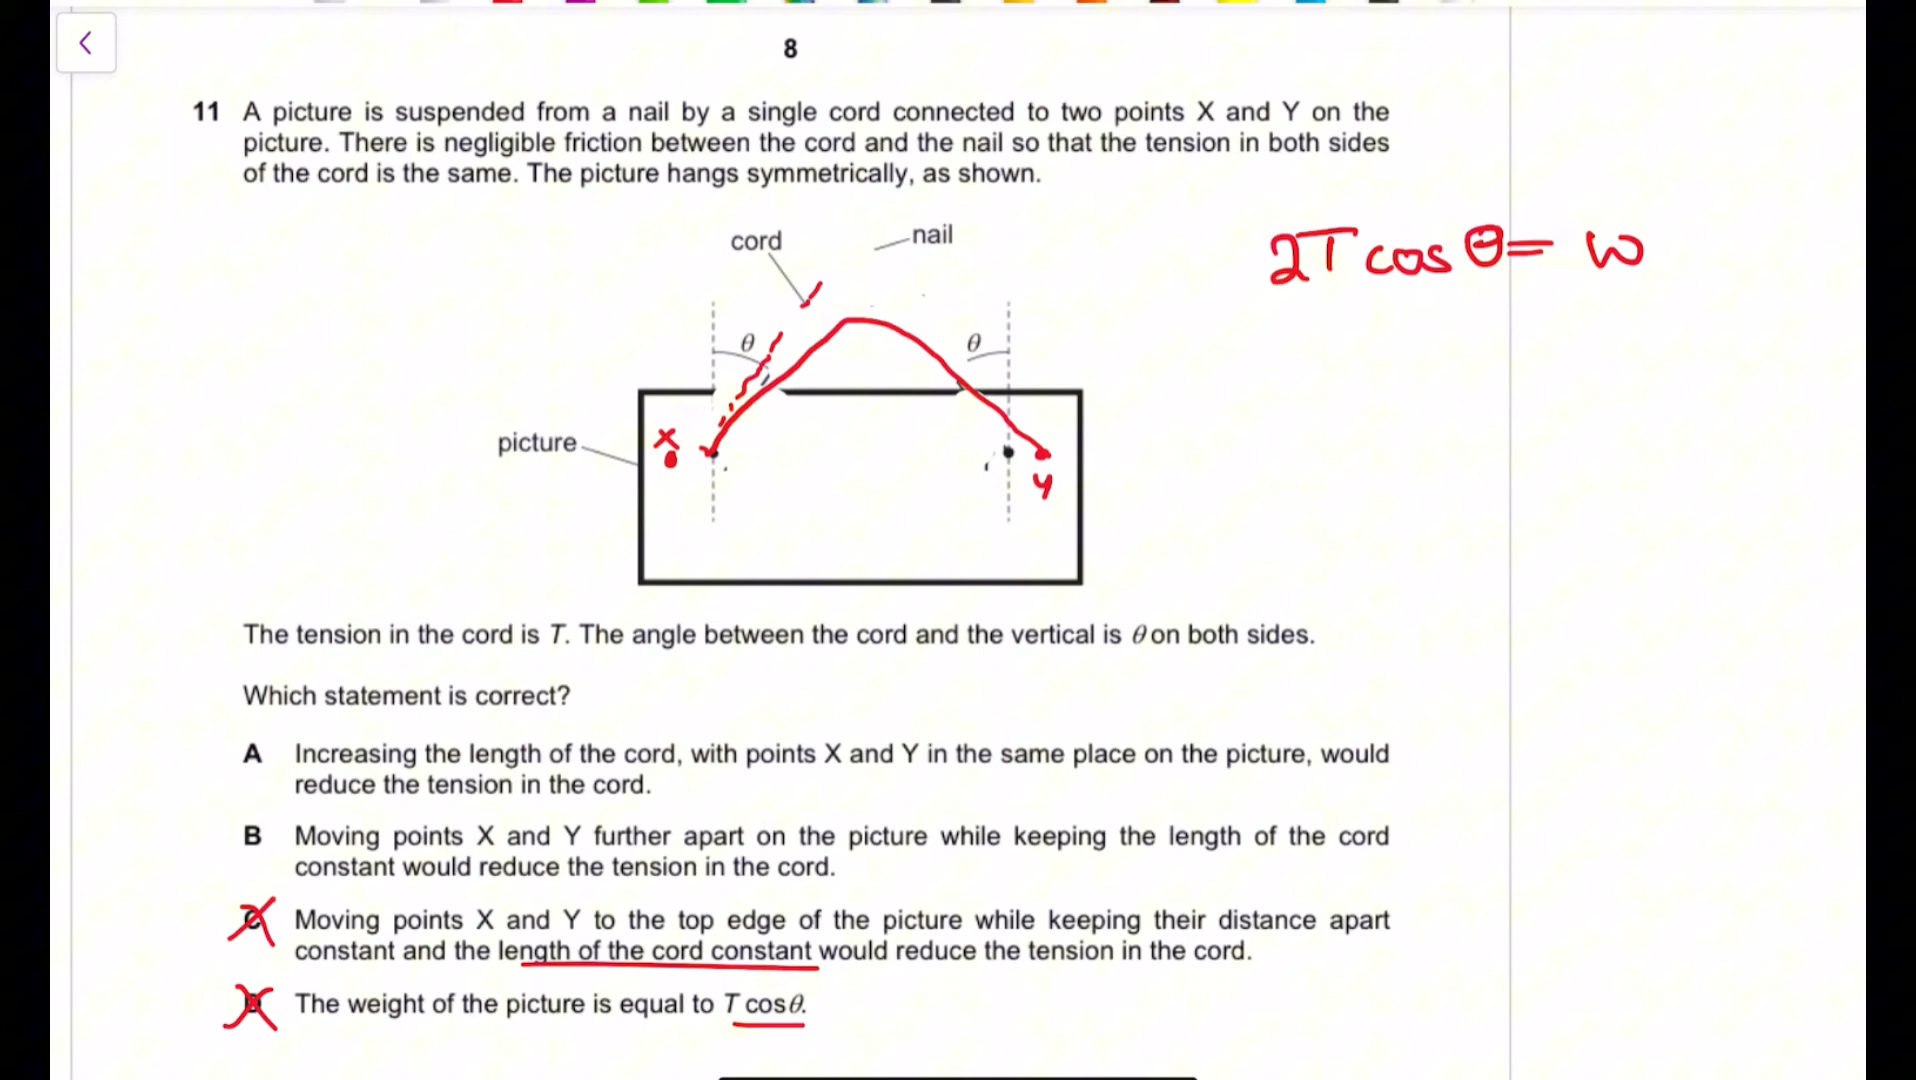 8
11 A picture is suspended from a nail by a single cord connected to two points X and Y on the
picture. There is negligible friction between the cord and the nail so that the tension in both sides
of the cord is the same. The picture hangs symmetrically, as shown.
cord
nail
2T cos θ = w
θ
θ
picture
X
Y
The tension in the cord is T. The angle between the cord and the vertical is θ on both sides.
Which statement is correct?
A Increasing the length of the cord, with points X and Y in the same place on the picture, would
reduce the tension in the cord.
B Moving points X and Y further apart on the picture while keeping the length of the cord
constant would reduce the tension in the cord.
Moving points X and Y to the top edge of the picture while keeping their distance apart
constant and the length of the cord constant would reduce the tension in the cord.
The weight of the picture is equal to T cos θ.